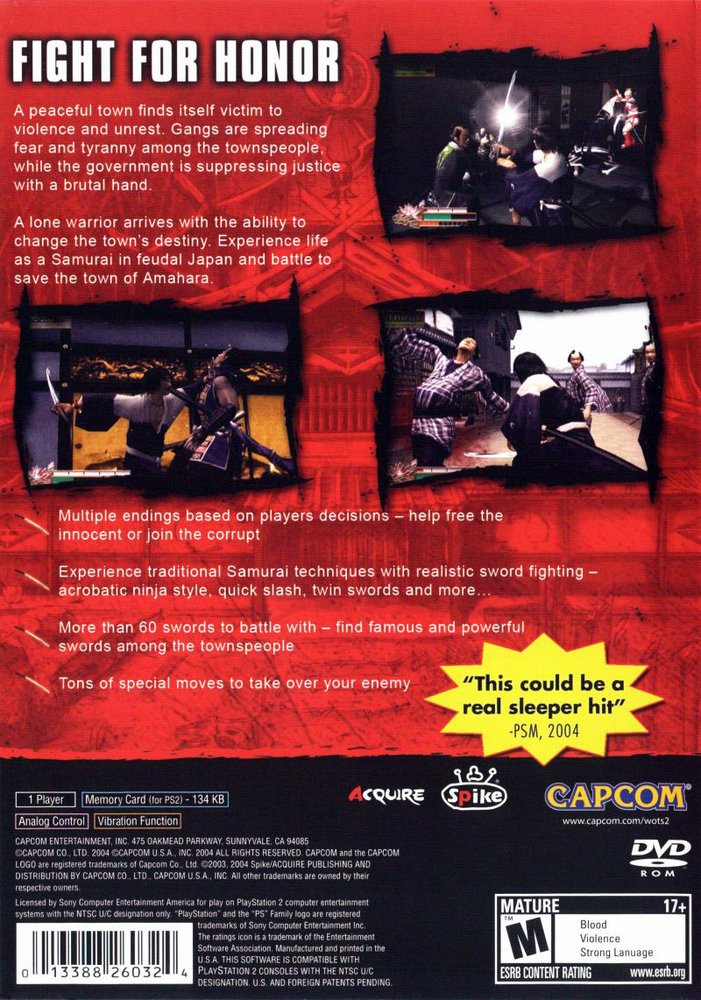 FIGHT FOR HONOR
A peaceful town finds itself victim to
violence and unrest. Gangs are spreading
fear and tyranny among the townspeople,
while the government is suppressing justice
with a brutal hand.
A lone warrior arrives with the ability to
change the town's destiny. Experience life
as a Samurai in feudal Japan and battle to
save the town of Amahara.
Multiple endings based on players decisions – help free the
innocent or join the corrupt
Experience traditional Samurai techniques with realistic sword fighting –
acrobatic ninja style, quick slash, twin swords and more...
More than 60 swords to battle with – find famous and powerful
swords among the townspeople
Tons of special moves to take over your enemy
"This could be a
real sleeper hit"
-PSM, 2004
1 Player
Memory Card (for PS2) - 134 KB
Analog Control
Vibration Function
ACQUIRE
Spike
CAPCOM
www.capcom.com/wots2
CAPCOM ENTERTAINMENT, INC. 475 OAKMEAD PARKWAY, SUNNYVALE, CA 94085
©CAPCOM CO., LTD. 2004 ©CAPCOM U.S.A., INC. 2004 ALL RIGHTS RESERVED. CAPCOM and the CAPCOM
LOGO are registered trademarks of Capcom Co., Ltd. ©2003, 2004 Spike/ACQUIRE PUBLISHING AND
DISTRIBUTION BY CAPCOM CO., LTD., CAPCOM U.S.A., INC. All other trademarks are owned by their
respective owners.
Licensed by Sony Computer Entertainment America for play on PlayStation 2 computer entertainment
systems with the NTSC U/C designation only. "PlayStation" and the "PS" Family logo are registered
trademarks of Sony Computer Entertainment Inc.
The ratings icon is a trademark of the Entertainment
Software Association. Manufactured and printed in the
U.S.A. THIS SOFTWARE IS COMPATIBLE WITH
PLAYSTATION 2 CONSOLES WITH THE NTSC U/C
DESIGNATION. U.S. AND FOREIGN PATENTS PENDING.
0 13388 26032 4
DVD
ROM
MATURE 17+
M
TM
Blood
Violence
Strong Lanuage
ESRB CONTENT RATING www.esrb.org